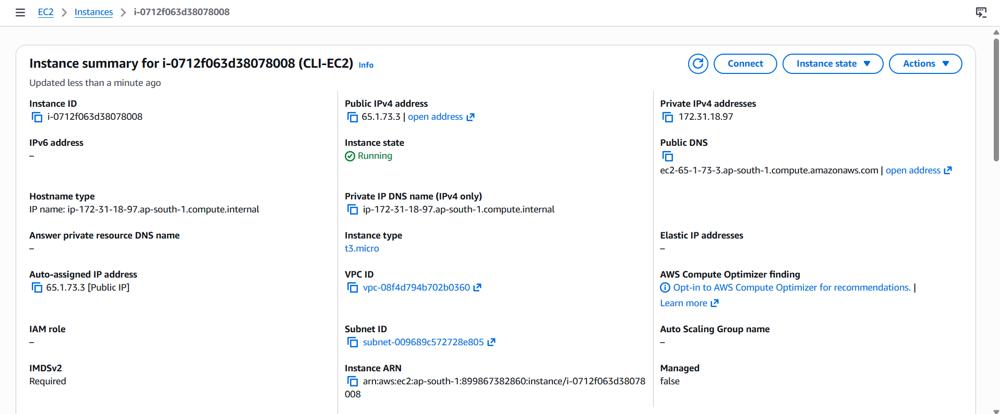 EC2 > Instances > i-0712f063d38078008
Instance summary for i-0712f063d38078008 (CLI-EC2) Info
Connect
Instance state
Actions
Updated less than a minute ago
Instance ID
i-0712f063d38078008
Public IPv4 address
65.1.73.3 | open address
Private IPv4 addresses
172.31.18.97
IPv6 address
–
Instance state
Running
Public DNS
ec2-65-1-73-3.ap-south-1.compute.amazonaws.com | open address
Hostname type
IP name: ip-172-31-18-97.ap-south-1.compute.internal
Private IP DNS name (IPv4 only)
ip-172-31-18-97.ap-south-1.compute.internal
Answer private resource DNS name
–
Instance type
t3.micro
Elastic IP addresses
–
Auto-assigned IP address
65.1.73.3 [Public IP]
VPC ID
vpc-08f4d794b702b0360
AWS Compute Optimizer finding
Opt-in to AWS Compute Optimizer for recommendations. |
Learn more
IAM role
–
Subnet ID
subnet-009689c572728e805
Auto Scaling Group name
–
IMDSv2
Required
Instance ARN
arn:aws:ec2:ap-south-1:899867382860:instance/i-0712f063d38078
008
Managed
false